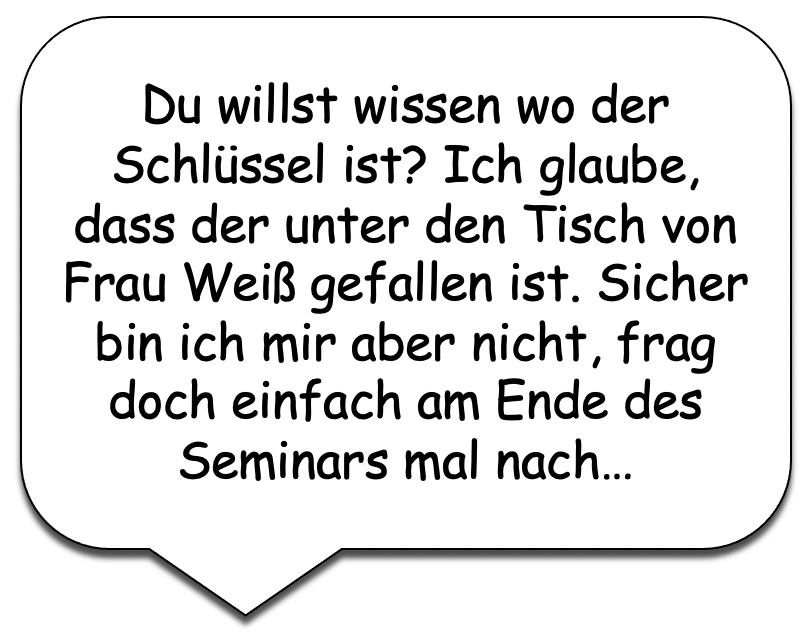 Du willst wissen wo der
Schlüssel ist? Ich glaube,
dass der unter den Tisch von
Frau Weiß gefallen ist. Sicher
bin ich mir aber nicht, frag
doch einfach am Ende des
Seminars mal nach...